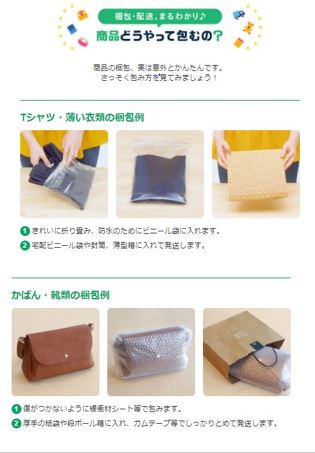 梱包・配送、まるわかり♪
商品どうやって包むの？
商品の梱包、実は意外とかんたんです。
さっそく包み方を見てみましょう！
Tシャツ・薄い衣類の梱包例
1 きれいに折り畳み、防水のためにビニール袋に入れます。
2 宅配ビニール袋や封筒、薄型箱に入れて発送します。
かばん・靴類の梱包例
1 傷がつかないように緩衝材シート等で包みます。
2 厚手の紙袋や段ボール箱に入れ、ガムテープ等でしっかりとめて発送します。